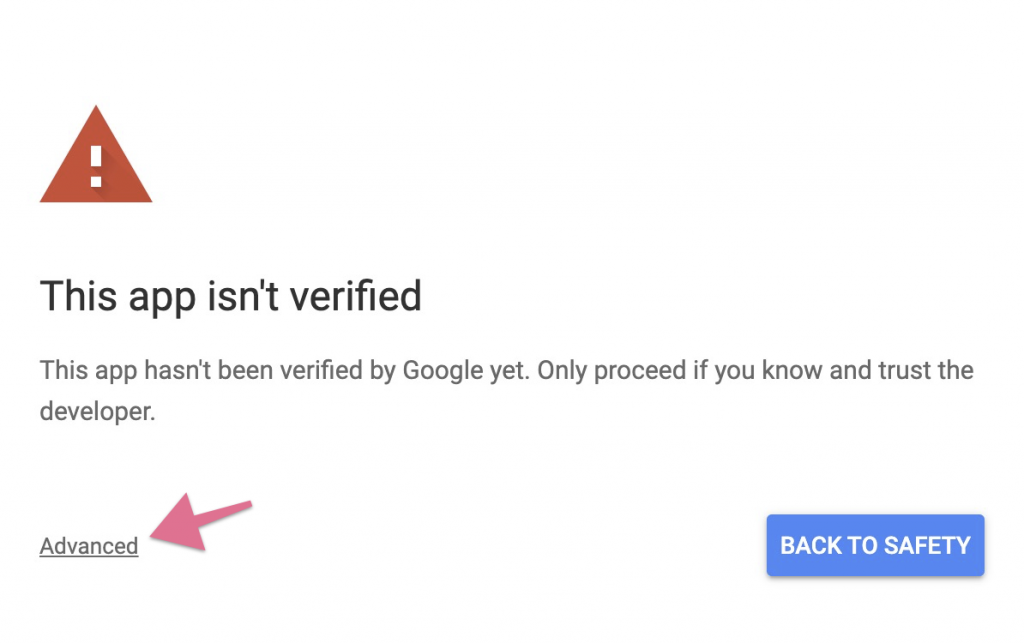 This app isn't verified
This app hasn't been verified by Google yet. Only proceed if you know and trust the
developer.
Advanced
BACK TO SAFETY